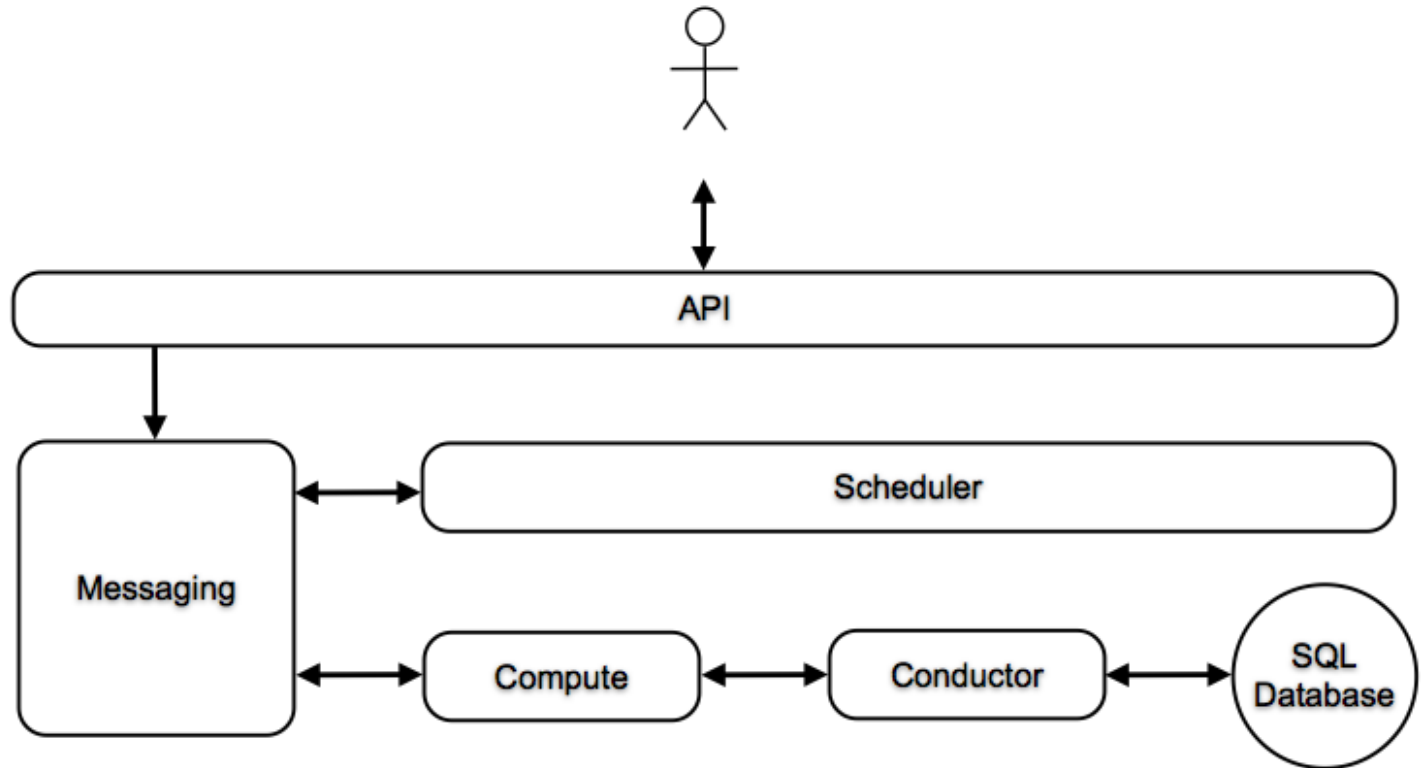 API
Scheduler
Messaging
Compute
Conductor
SQL
Database